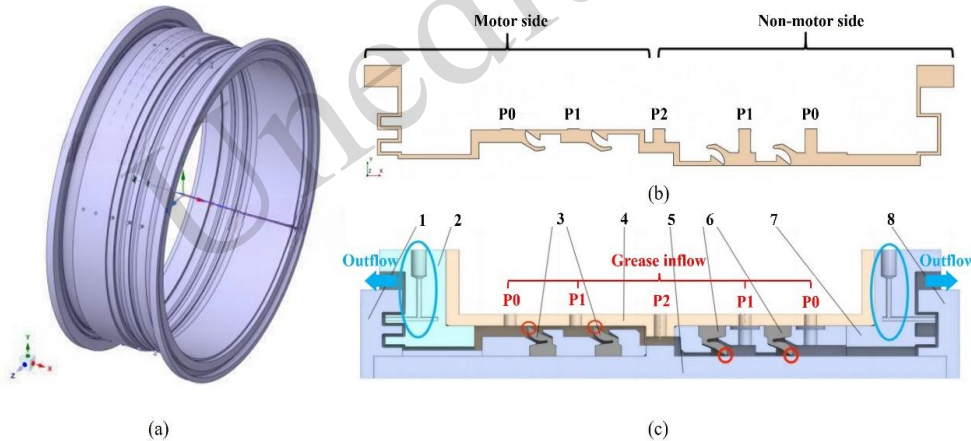 Unedi
Motor side
Non-motor side
P0 P1 P2 P1 P0
Y
X
(b)
1 2 3 4 5 6 7 8
Outflow
Grease inflow
Outflow
P0 P1 P2 P1 P0
Y
Z X
(a)
(c)